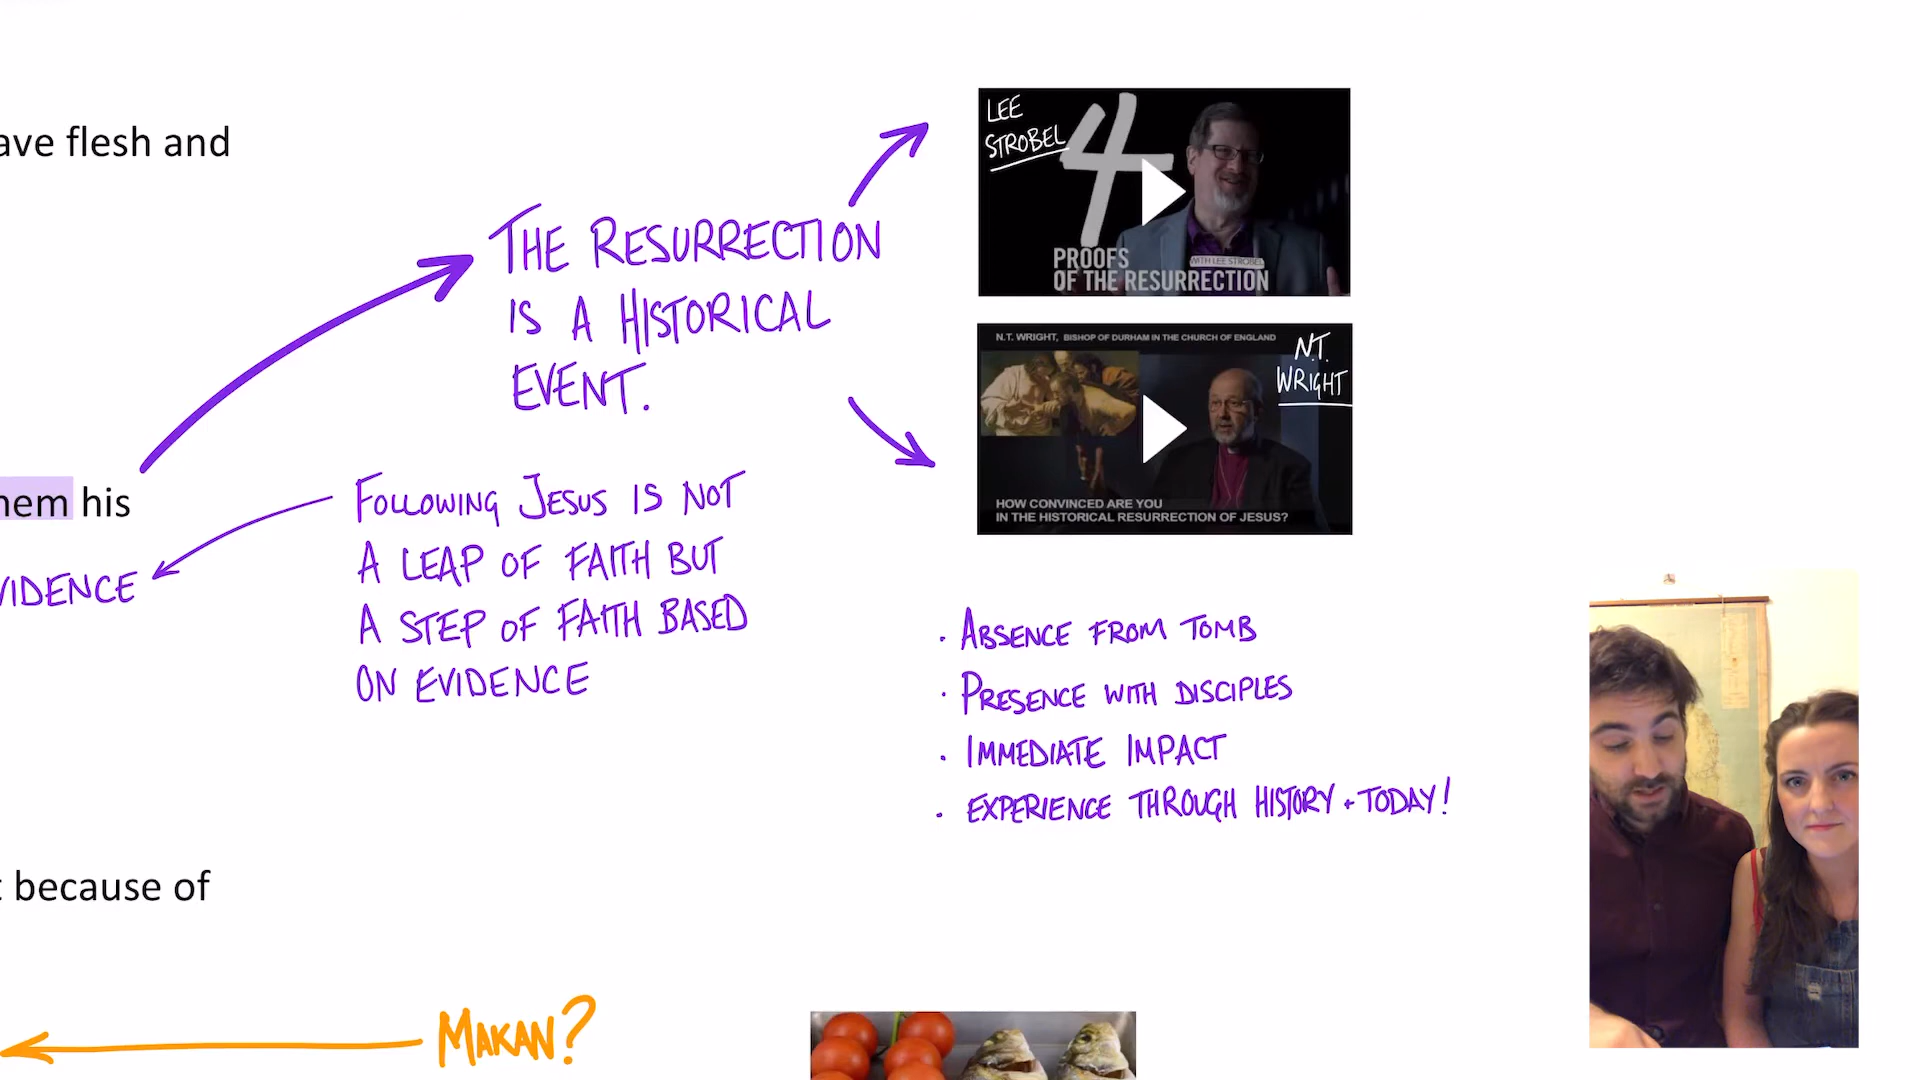 ave flesh and
hem his
VIDENCE
t because of
THE RESURRECTION
IS A HISTORICAL
EVENT.
FOLLOWING JESUS IS NOT
A LEAP OF FAITH BUT
A STEP OF FAITH BASED
ON EVIDENCE
LEE
STROBEL
4
PROOFS
WITH LEE STROBEL
OF THE RESURRECTION
N.T. WRIGHT, BISHOP OF DURHAM IN THE CHURCH OF ENGLAND
N.T.
WRIGHT
HOW CONVINCED ARE YOU
IN THE HISTORICAL RESURRECTION OF JESUS?
· ABSENCE FROM TOMB
· PRESENCE WITH DISCIPLES
· IMMEDIATE IMPACT
· EXPERIENCE THROUGH HISTORY + TODAY!
MAKAN?